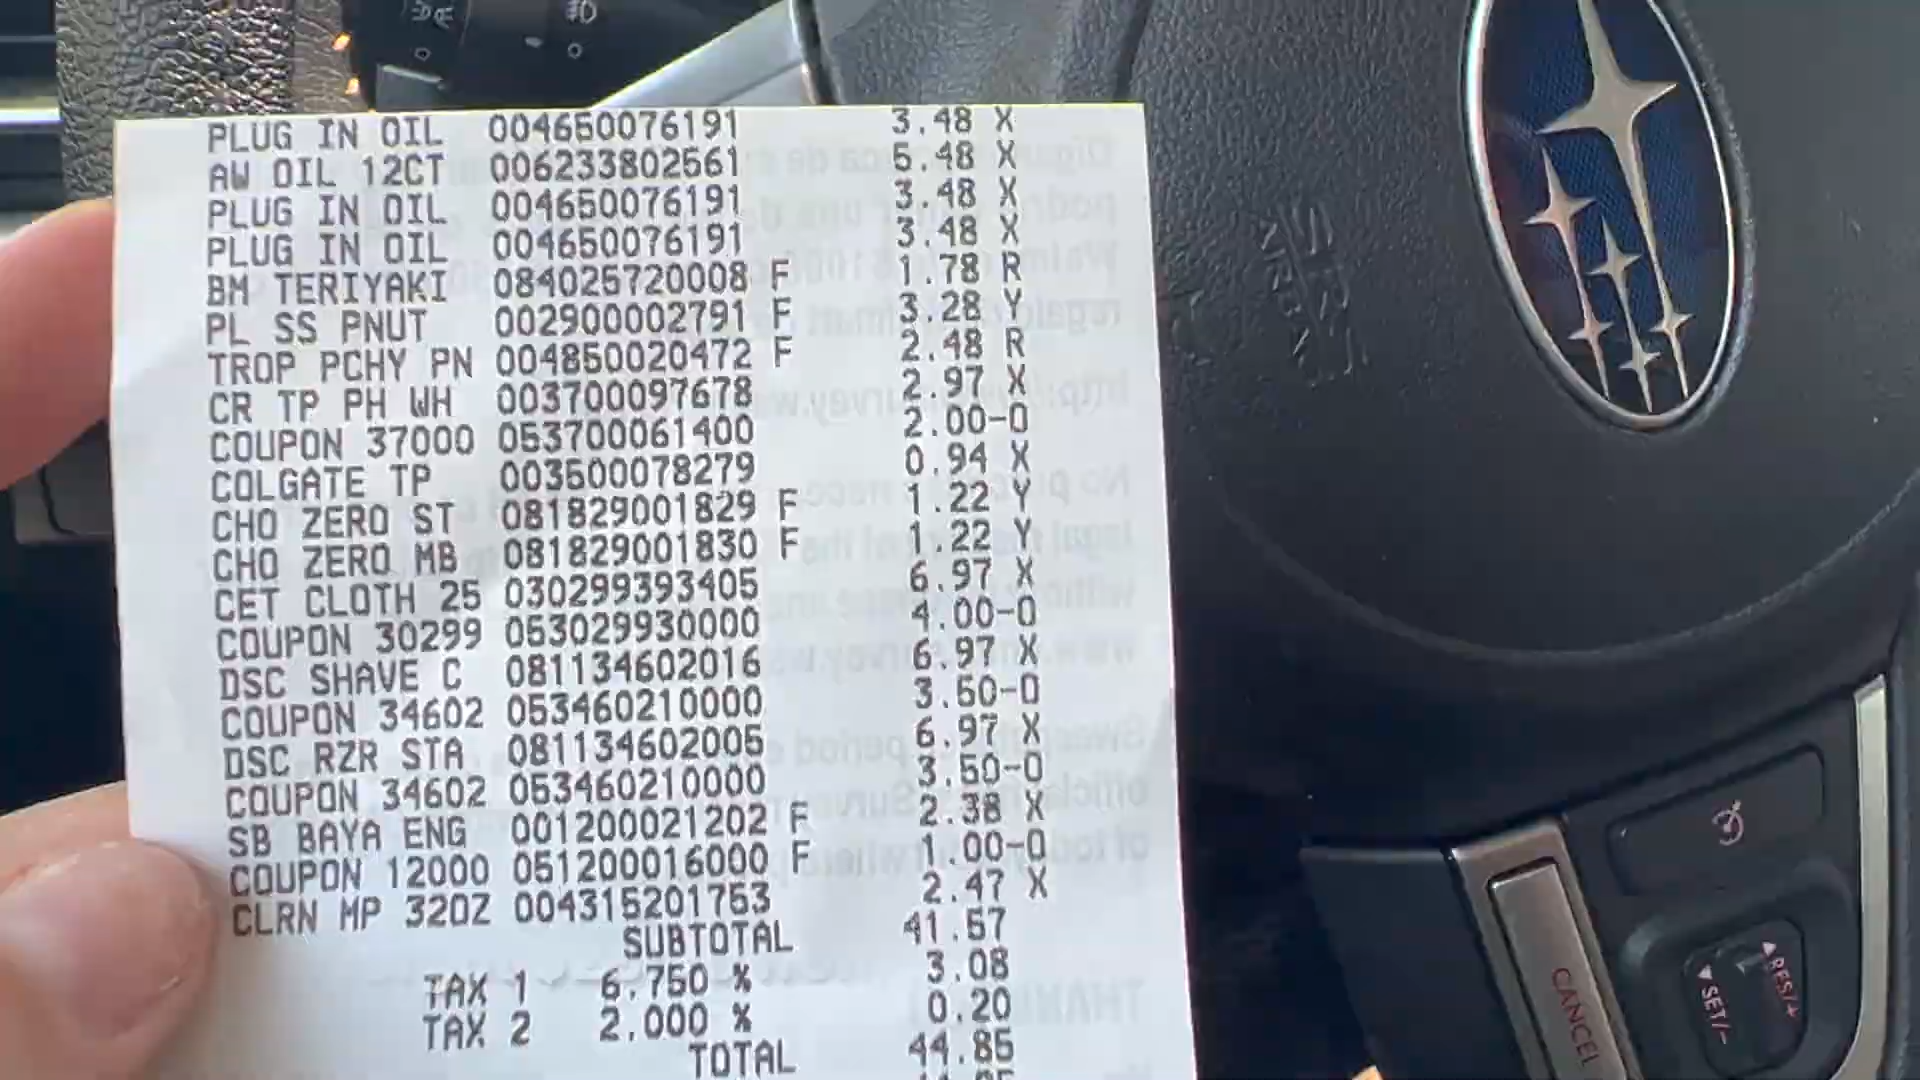 PLUG IN OIL 004650076191 3.48 X
AW OIL 12CT 006233802561 5.48 X
PLUG IN OIL 004650076191 3.48 X
PLUG IN OIL 004650076191 3.48 X
BM TERIYAKI 084025720008 F 1.78 R
PL SS PNUT 002900002791 F 3.28 Y
TROP PCHY PN 004850020472 F 2.48 R
CR TP PH WH 003700097678 2.97 X
COUPON 37000 053700061400 2.00-O
COLGATE TP 003500078279 0.94 X
CHO ZERO ST 081829001829 F 1.22 Y
CHO ZERO MB 081829001830 F 1.22 Y
CET CLOTH 25 030299393405 6.97 X
COUPON 30299 053029930000 4.00-O
DSC SHAVE C 081134602016 6.97 X
COUPON 34602 053460210000 3.50-O
DSC RZR STA 081134602005 6.97 X
COUPON 34602 053460210000 3.50-O
SB BAYA ENG 001200021202 F 2.38 X
COUPON 12000 051200016000 F 1.00-O
CLRN MP 32OZ 004315201753 2.47 X
SUBTOTAL 41.57
TAX 1 6.750 % 3.08
TAX 2 2.000 % 0.20
TOTAL 44.85
SRS
AIRBAG
CANCEL
RES/+
SET/-